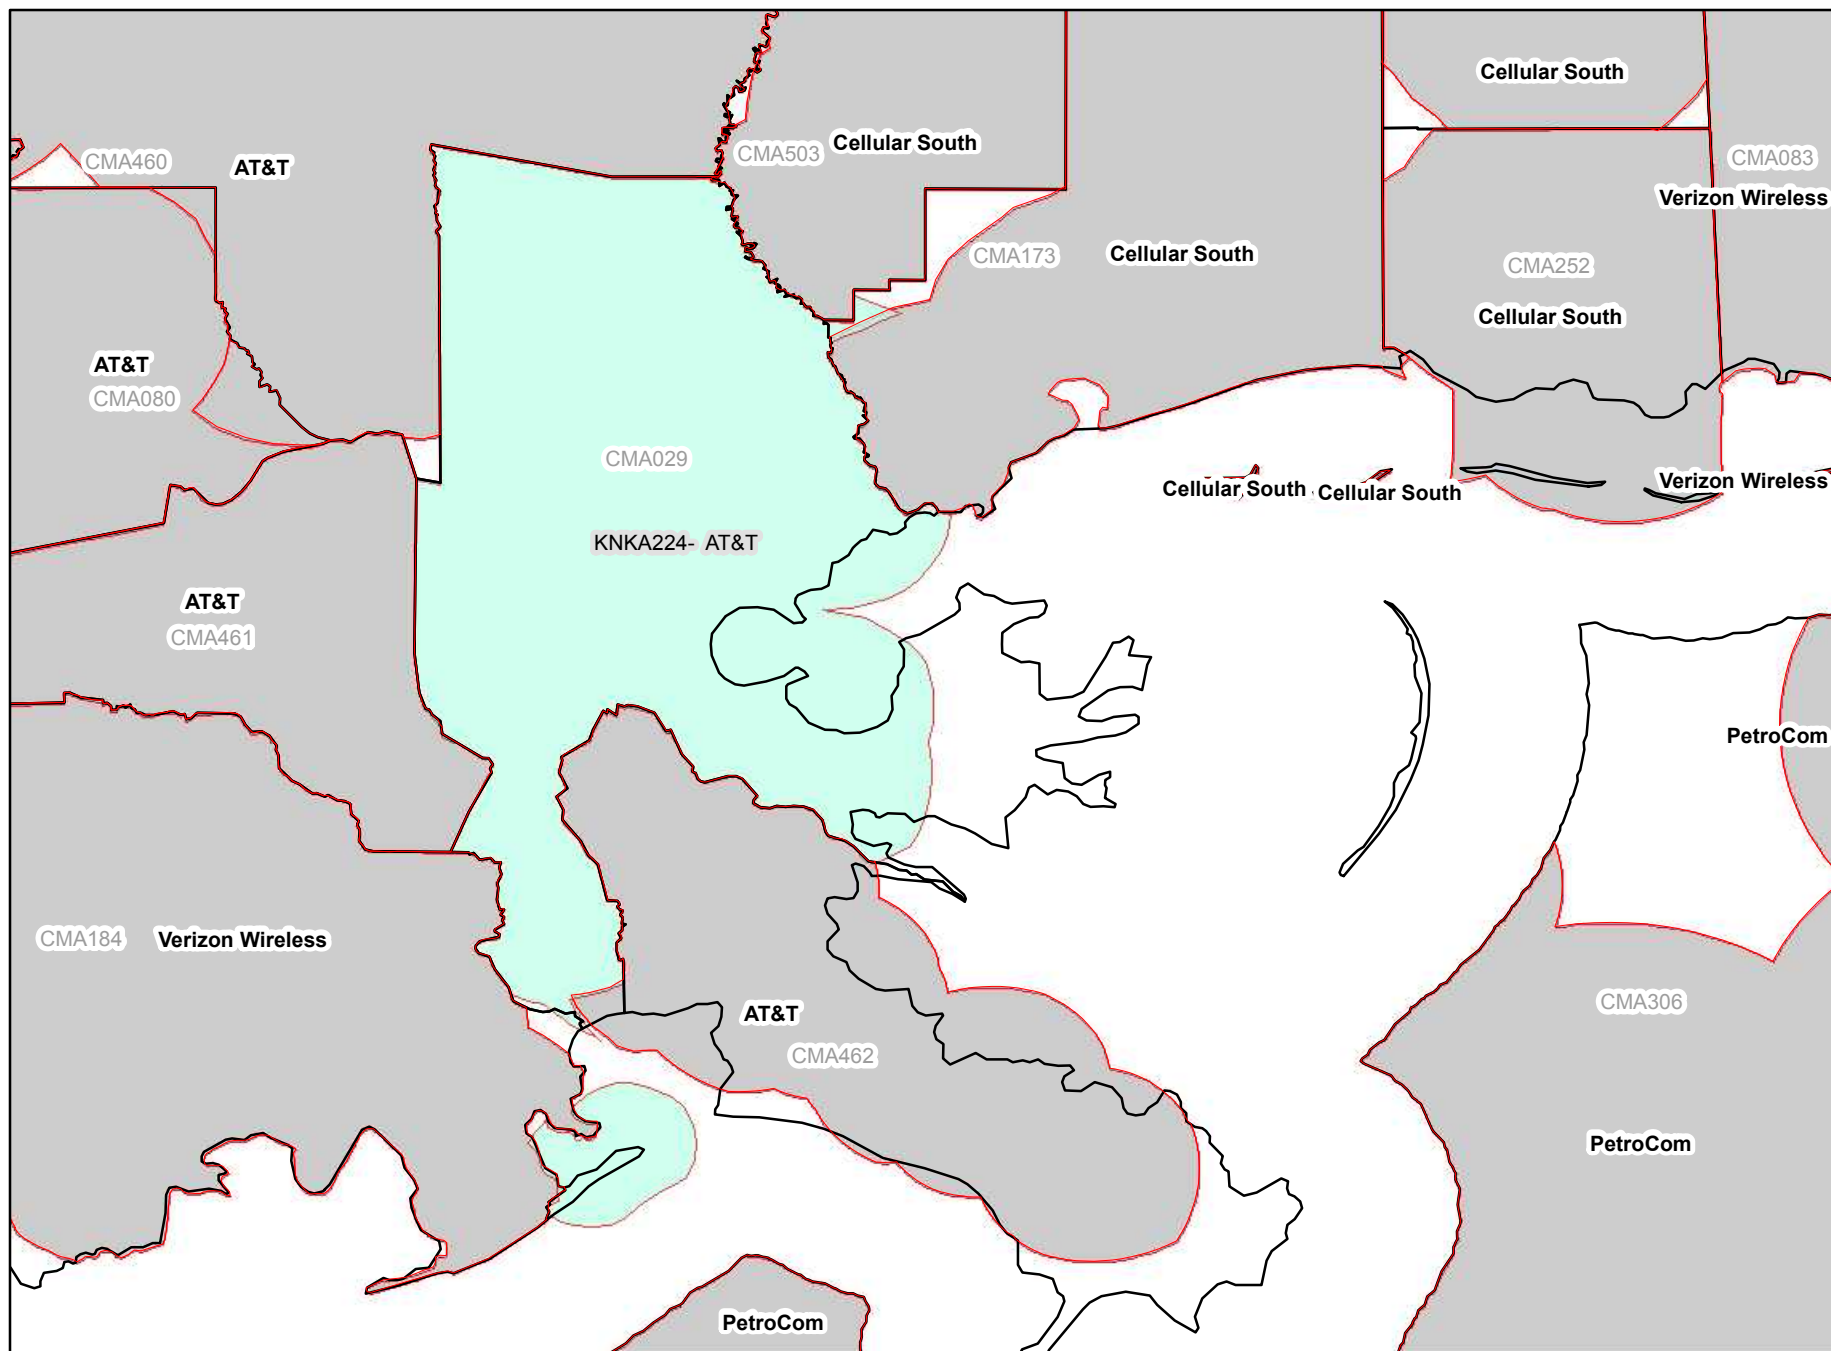 Cellular South
CMA460
AT&T
CMA503
Cellular South
CMA083
Verizon Wireless
CMA173
Cellular South
CMA252
Cellular South
AT&T
CMA080
CMA029
Cellular South
Cellular South
Verizon Wireless
KNKA224- AT&T
AT&T
CMA461
PetroCom
CMA184
Verizon Wireless
CMA306
AT&T
CMA462
PetroCom
PetroCom